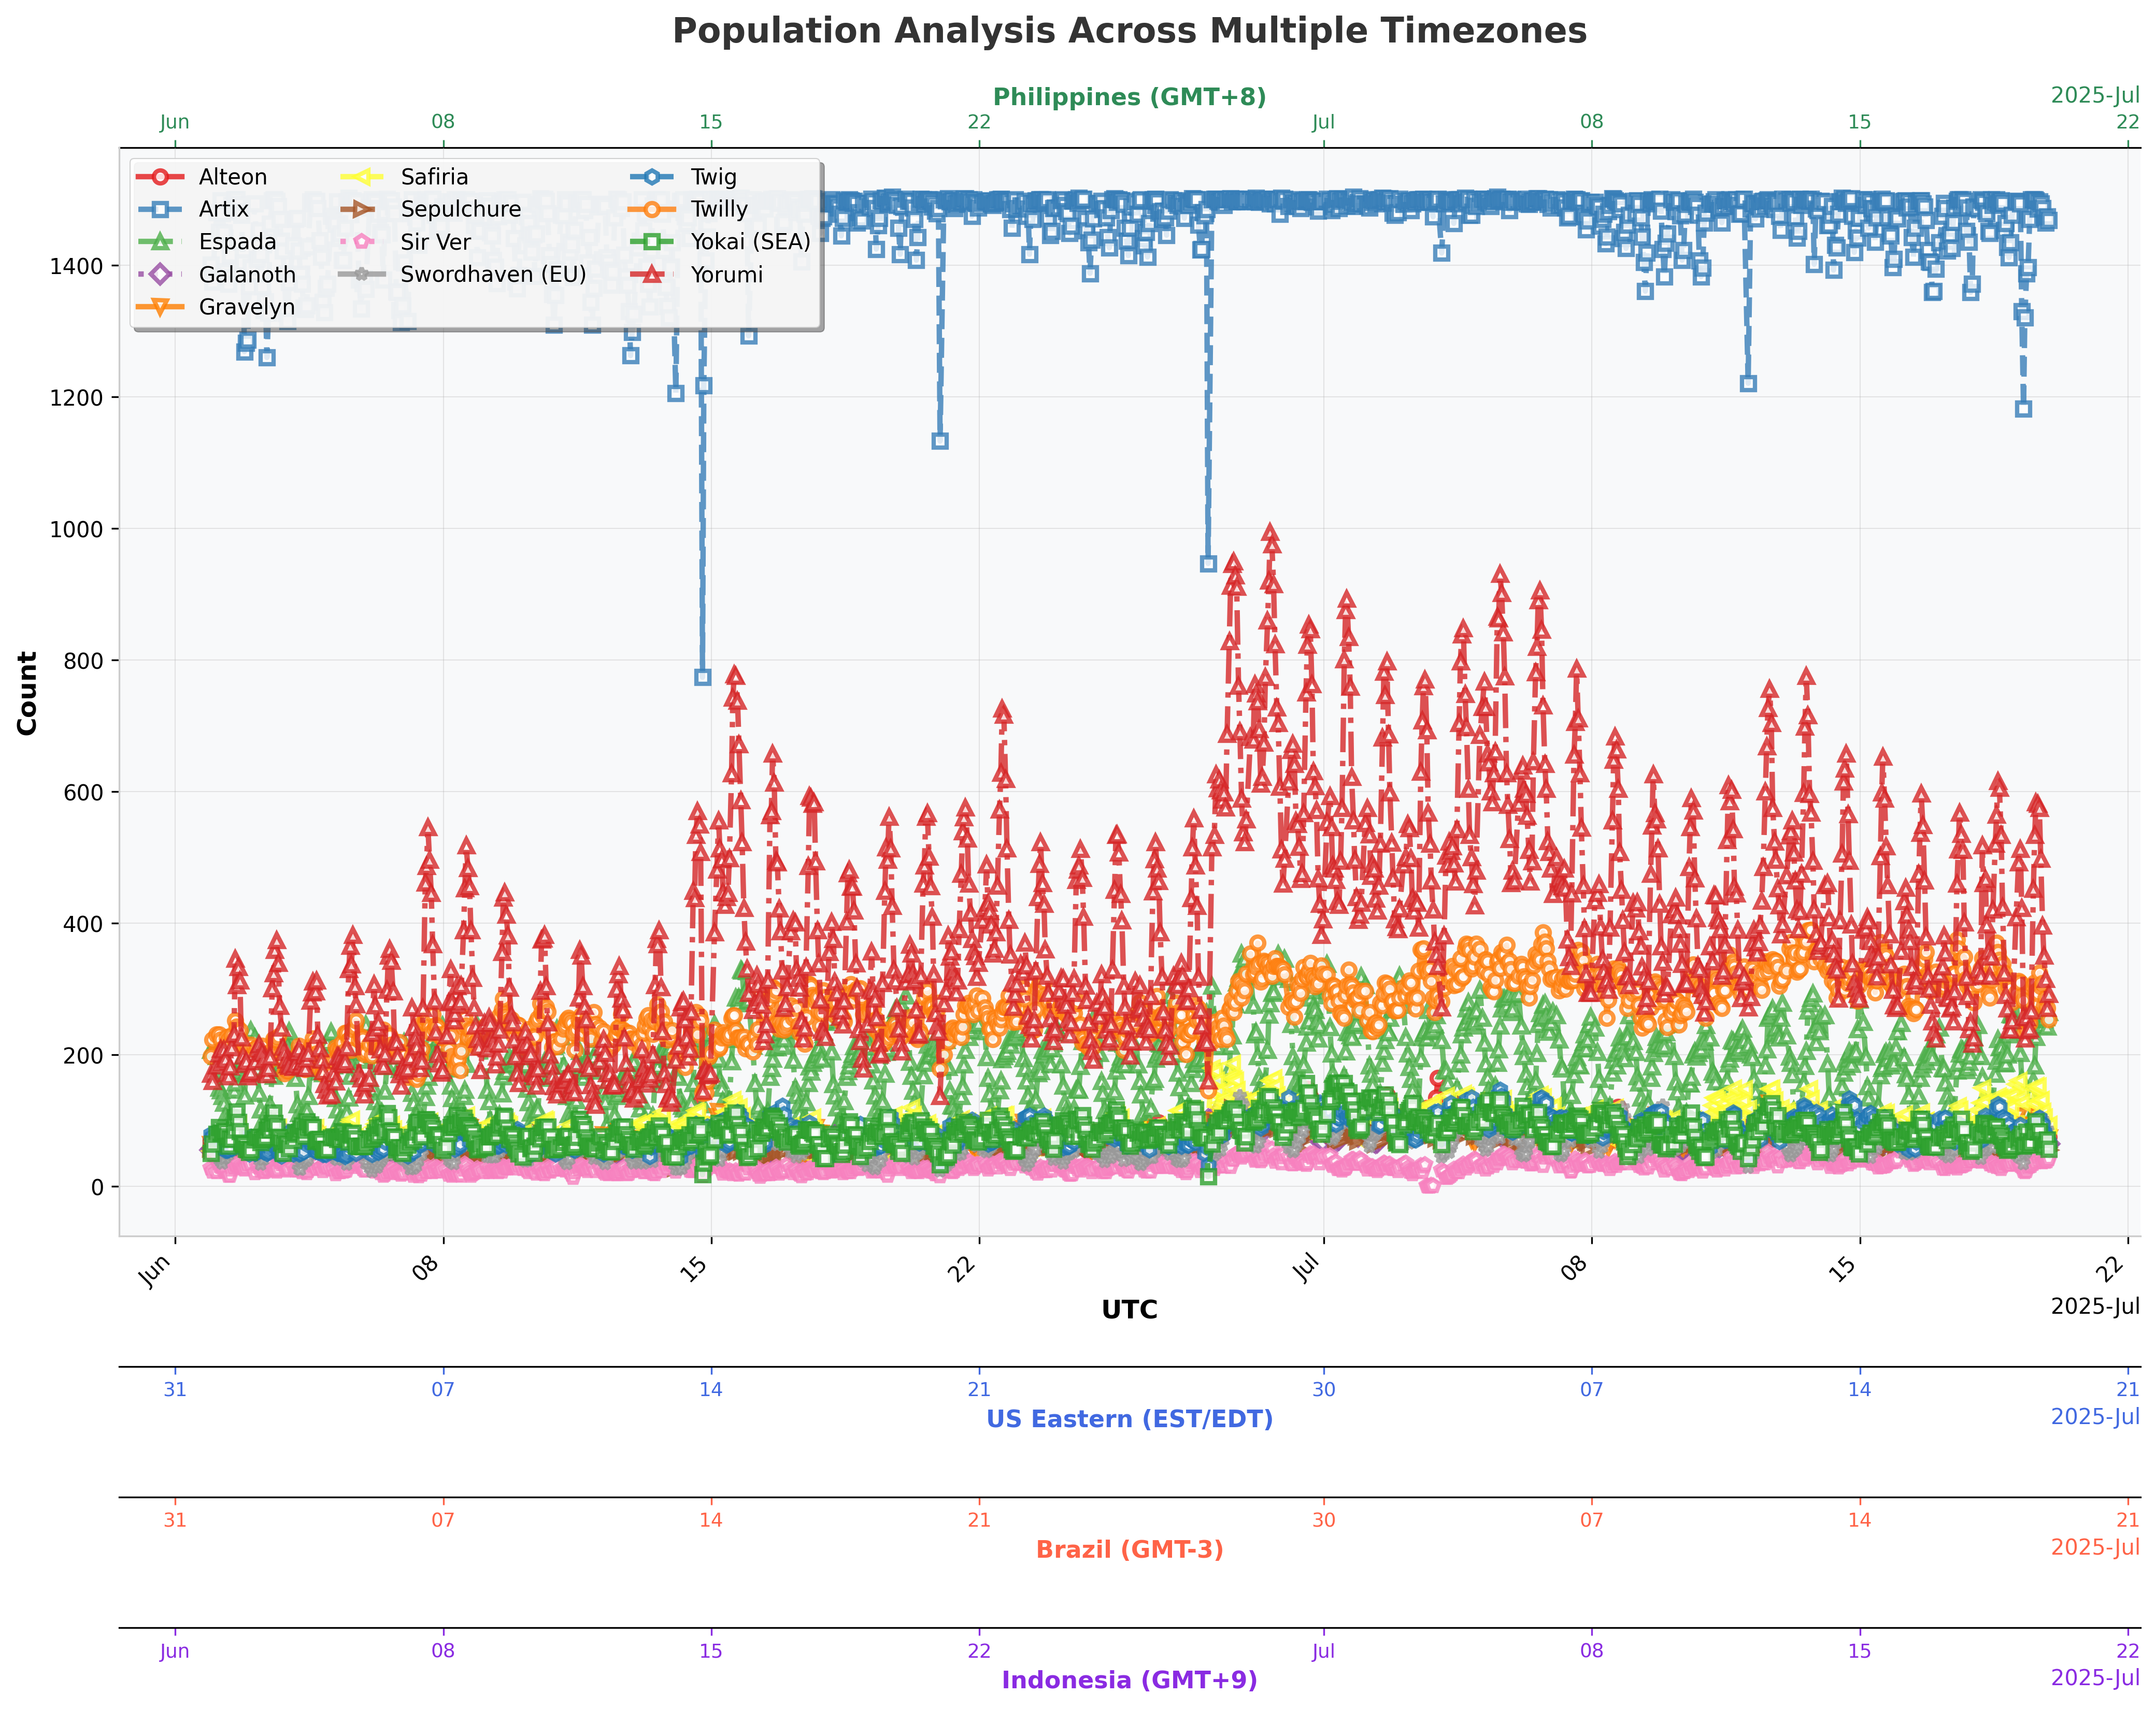 Population Analysis Across Multiple Timezones
Philippines (GMT+8)
2025-Jul
Jun 08 15 22 Jul 08 15 22
Alteon Safiria Twig
Artix Sepulchure Twilly
Espada Sir Ver Yokai (SEA)
Galanoth Swordhaven (EU) Yorumi
Gravelyn
1400
1200
1000
800
600
400
200
0
Count
Jun 08 15 22 Jul 08 15 22
UTC
2025-Jul
31 07 14 21 30 07 14 21
US Eastern (EST/EDT)
2025-Jul
31 07 14 21 30 07 14 21
Brazil (GMT-3)
2025-Jul
Jun 08 15 22 Jul 08 15 22
Indonesia (GMT+9)
2025-Jul